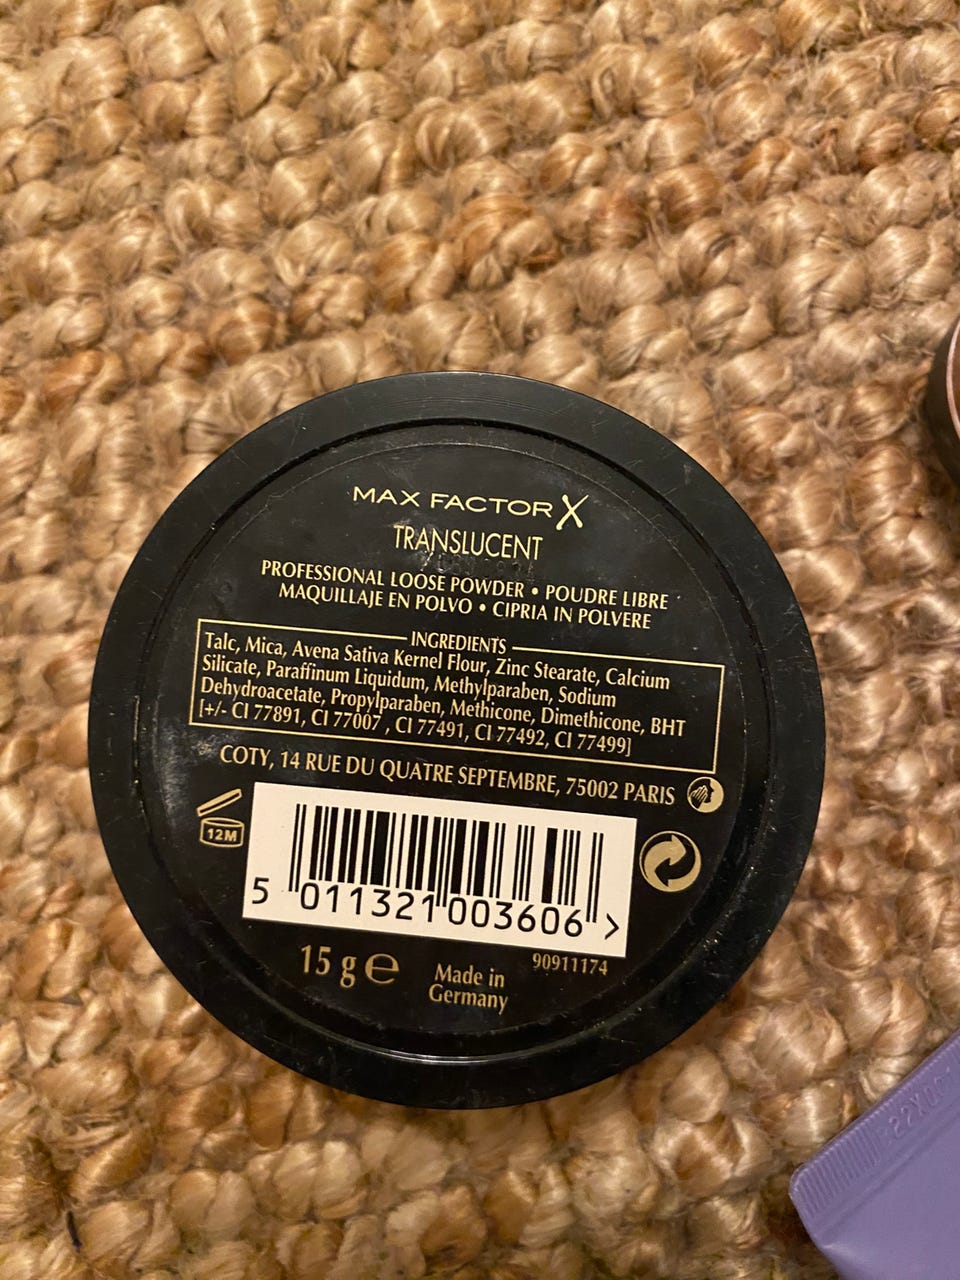 MAX FACTOR X
TRANSLUCENT
PROFESSIONAL LOOSE POWDER • POUDRE LIBRE
MAQUILLAJE EN POLVO • CIPRIA IN POLVERE
INGREDIENTS
Talc, Mica, Avena Sativa Kernel Flour, Zinc Stearate, Calcium
Silicate, Paraffinum Liquidum, Methylparaben, Sodium
Dehydroacetate, Propylparaben, Methicone, Dimethicone, BHT
[+/- CI 77891, CI 77007 , CI 77491, CI 77492, CI 77499]
COTY, 14 RUE DU QUATRE SEPTEMBRE, 75002 PARIS
12M
5 011321 003606 >
90911174
15 g e
Made in
Germany